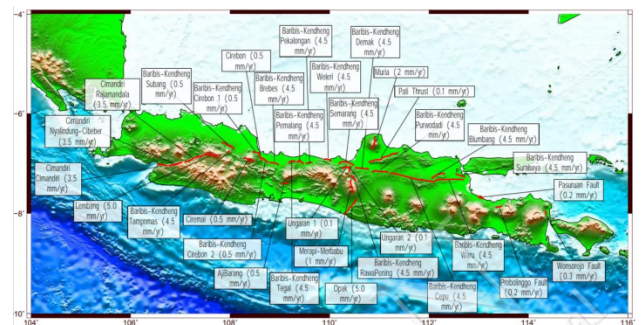 -4°
-6°
-8°
-10°
104°
106°
108°
110°
112°
114°
116°
Baribis-Kendheng
Pekalongan (4.5
mm/yr)
Baribis-Kendheng
Demak (4.5
mm/yr)
Cirebon (0.5
mm/yr)
Baribis-Kendheng
Weleri (4.5
mm/yr)
Baribis-Kendheng
Subang (0.5
mm/yr)
Baribis-Kendheng
Brebes (4.5
mm/yr)
Muria (2 mm/yr)
Cimandiri
Rajamandala
(3.5, mm/yr)
Baribis-Kendheng
Cirebon 1 (0.5
mm/yr)
Pati Thrust (0.1 mm/yr)
Baribis-Kendheng
Semarang (4.5
mm/yr)
Baribis-Kendheng
Pemalang (4.5
mm/yr)
Baribis-Kendheng
Purwodadi (4.5
mm/yr)
Cimandiri
Nyalindung-Cibeber
(3.5 mm/yr)
Baribis-Kendheng
Blumbang (4.5
mm/yr)
Baribis-Kendheng
Surabaya (4.5
mm/yr)
Cimandiri
Cimandiri (3.5
mm/yr)
Pasuruan Fault
(0.2 mm/yr)
Lembang (5.0
mm/yr)
Baribis-Kendheng
Tampomas (4.5
mm/yr)
Ciremai (0.5 mm/yr)
Ungaran 1 (0.1
mm/yr)
Ungaran 2 (0.1
mm/yr)
Baribis-Kendheng
Cirebon 2 (0.5 mm/yr)
Merapi-Merbabu
(1 mm/yr)
Baribis-Kendheng
Waru (4.5
mm/yr)
Ajibarang (0.5
mm/yr)
Baribis-Kendheng
Tegal (4.5
mm/yr)
Opak (5.0
mm/yr)
Baribis-Kendheng
RawaPening (4.5 mm/yr)
Baribis-Kendheng
Cepu (4.5
mm/yr)
Probolinggo Fault
(0.2 mm/yr)
Wonsorejo Fault
(0.3 mm/yr)